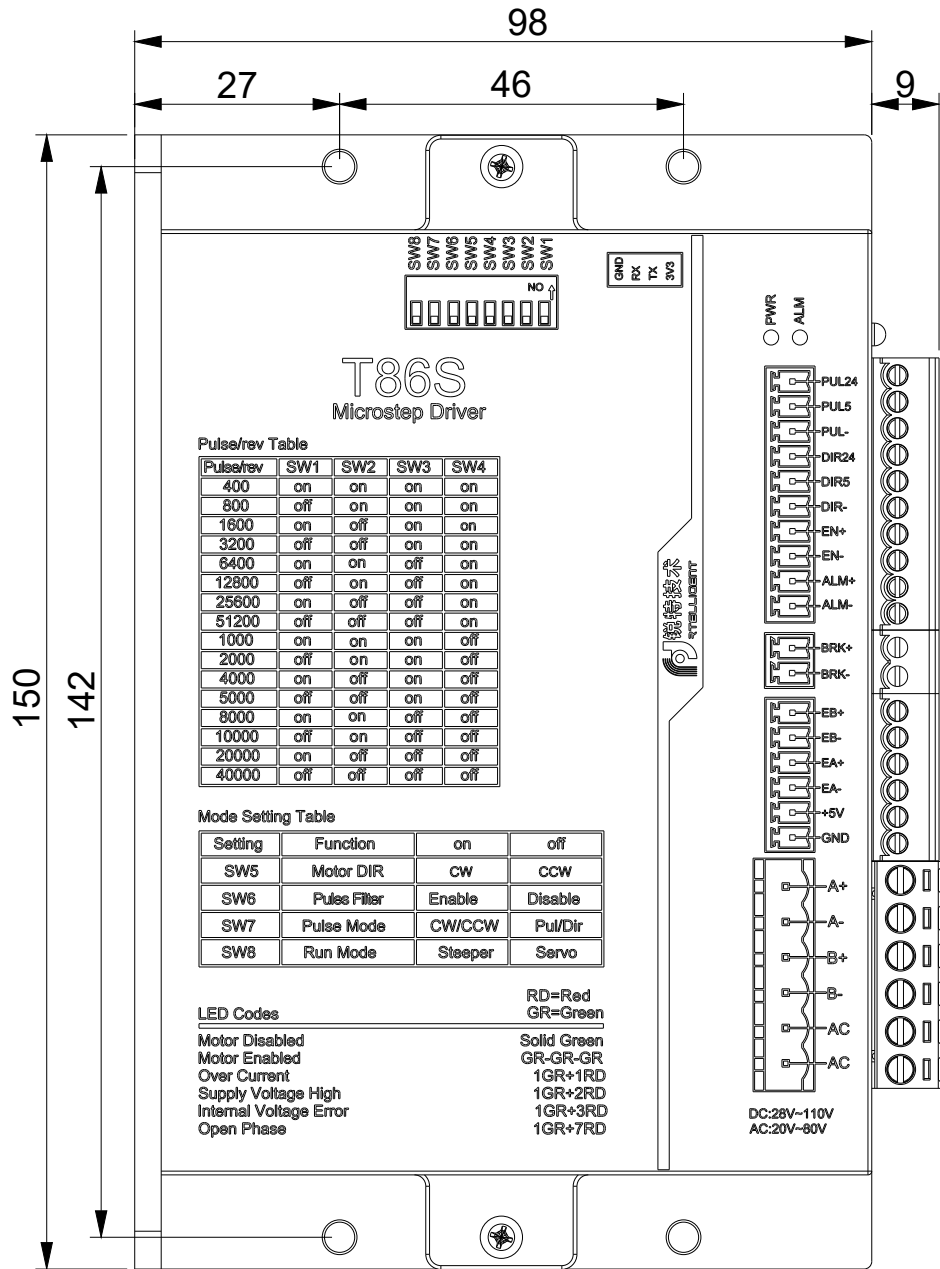 98
27 46 9
150
142
SW8
SW7
SW6
SW5
SW4
SW3
SW2
SW1
NO
GND
RX
TX
3V3
PWR
ALM
T86S
Microstep Driver
Pulse/rev Table
Pulse/rev SW1 SW2 SW3 SW4
400 on on on on
800 off on on on
1600 on off on on
3200 off off on on
6400 on on off on
12800 off on off on
25600 on off off on
51200 off off off on
1000 on on on off
2000 off on on off
4000 on off on off
5000 off off on off
8000 on on off off
10000 off on off off
20000 on off off off
40000 off off off off
Mode Setting Table
Setting Function on off
SW5 Motor DIR CW CCW
SW6 Pules Filter Enable Disable
SW7 Pulse Mode CW/CCW Pul/Dir
SW8 Run Mode Steeper Servo
RD=Red
LED Codes GR=Green
Motor Disabled Solid Green
Motor Enabled GR-GR-GR
Over Current 1GR+1RD
Supply Voltage High 1GR+2RD
Internal Voltage Error 1GR+3RD
Open Phase 1GR+7RD
锐特技术
RTELLIGENT
PUL24
PUL5
PUL-
DIR24
DIR5
DIR-
EN+
EN-
ALM+
ALM-
BRK+
BRK-
EB+
EB-
EA+
EA-
+5V
GND
A+
A-
B+
B-
AC
AC
DC:28V~110V
AC:20V~80V